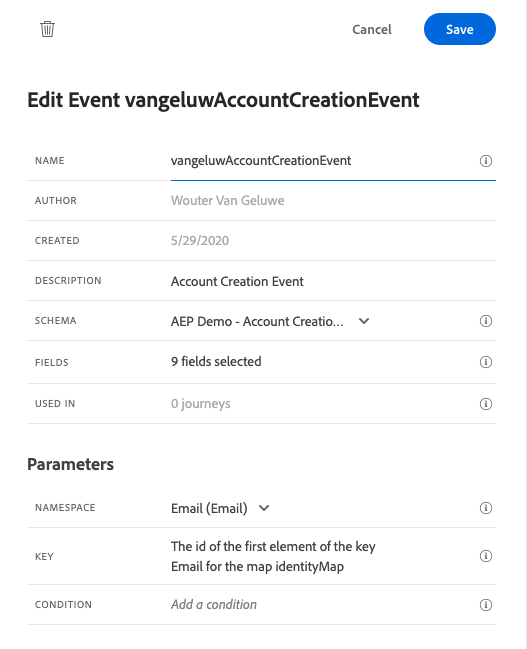 Cancel Save
Edit Event vangeluwAccountCreationEvent
NAME vangeluwAccountCreationEvent
AUTHOR Wouter Van Geluwe
CREATED 5/29/2020
DESCRIPTION Account Creation Event
SCHEMA AEP Demo - Account Creatio...
FIELDS 9 fields selected
USED IN 0 journeys
Parameters
NAMESPACE Email (Email)
KEY The id of the first element of the key
Email for the map identityMap
CONDITION Add a condition